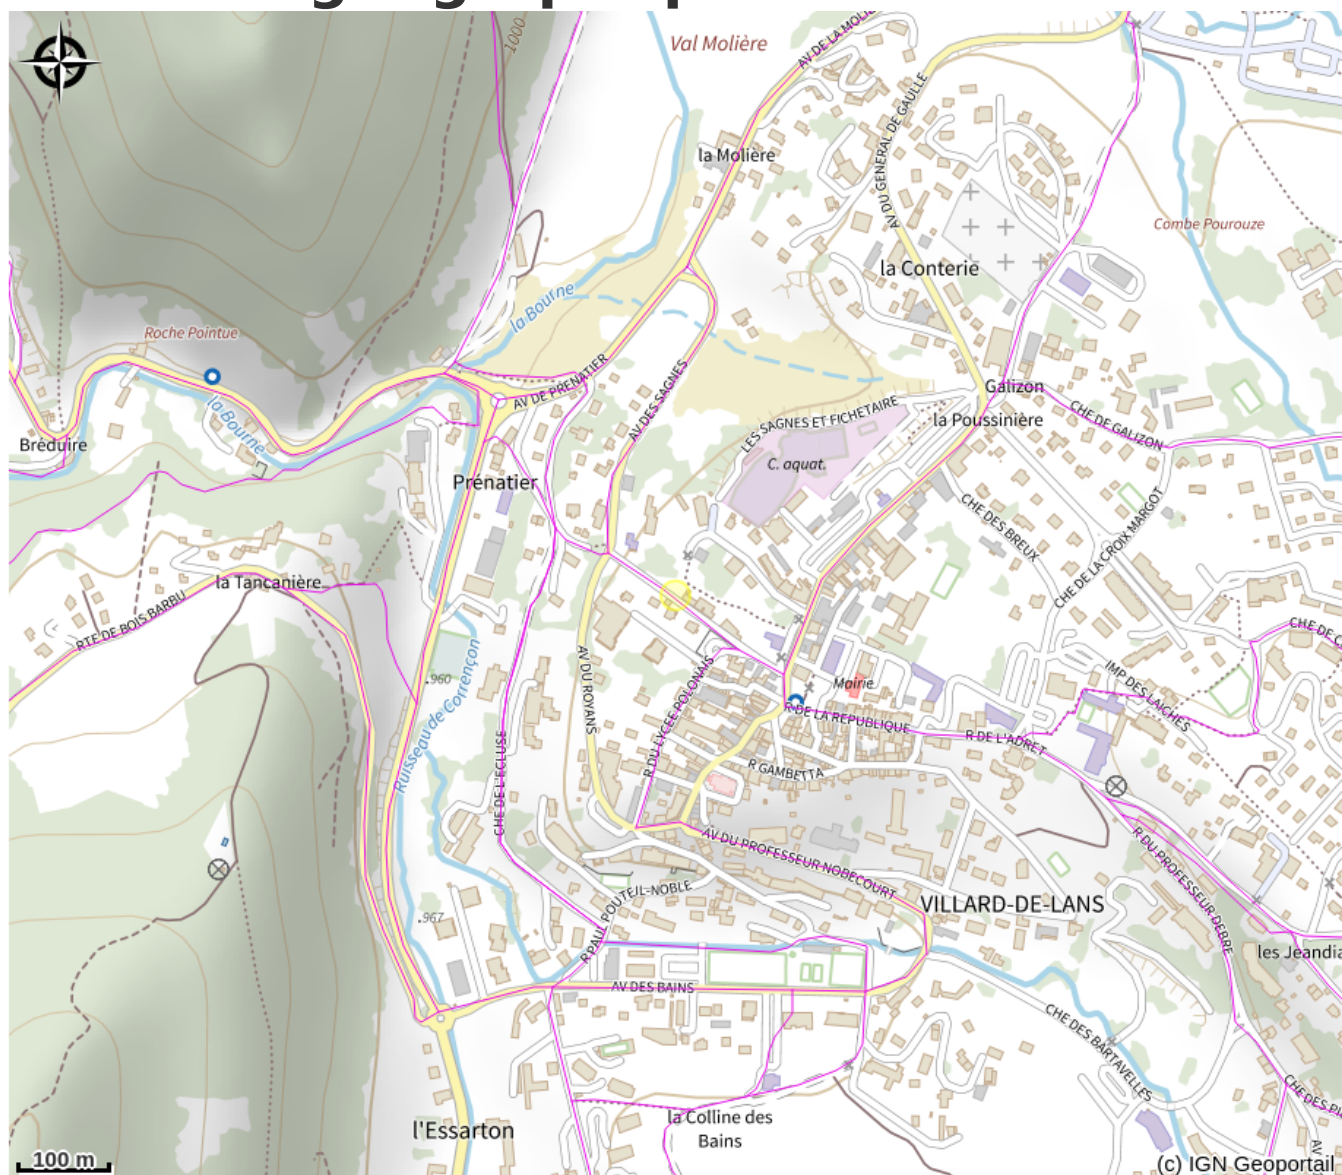 1000
Val Molière
AV DE LA MOLI
la Molière
AV DU GENERAL DE GAULLE
Combe Pourouze
la Conterie
la Bourne
Roche Pointue
AV DE PRENATIER
AV DES SAGNES
Galizon
la Poussinière
LES SAGNES ET FICHETAIRE
CHE DE GALIZON
la Bourne
Bréduire
C. aquat.
Prénatier
CHE DES BREUX
CHE DE LA CROIX MARGOT
la Tancanière
RTE DE BOIS BARBU
CHE DE C
Ruisseau de Corrençon
.960
AV DU ROYANS
R DU LYCEE POLONAIS
Mairie
IMP DES LAICHES
R DE LA REPUBLIQUE
R DE L'ADRET
R GAMBETTA
CHE DE L'ECLUSE
AV DU PROFESSEUR NOBECOURT
R DU PROFESSEUR DEBRE
R PAUL POUTEIL-NOBLE
VILLARD-DE-LANS
.967
les Jeandia
AV DES BAINS
CHE DES BARTAVELLES
CHE DES PI
la Colline des
Bains
l'Essarton
AV
100 m
(c) IGN Geoportail